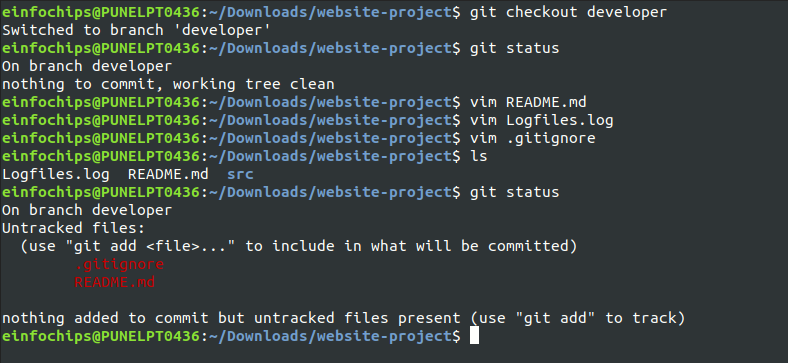 einfochips@PUNELPT0436:~/Downloads/website-project$ git checkout developer
Switched to branch 'developer'
einfochips@PUNELPT0436:~/Downloads/website-project$ git status
On branch developer
nothing to commit, working tree clean
einfochips@PUNELPT0436:~/Downloads/website-project$ vim README.md
einfochips@PUNELPT0436:~/Downloads/website-project$ vim Logfiles.log
einfochips@PUNELPT0436:~/Downloads/website-project$ vim .gitignore
einfochips@PUNELPT0436:~/Downloads/website-project$ ls
Logfiles.log  README.md  src
einfochips@PUNELPT0436:~/Downloads/website-project$ git status
On branch developer
Untracked files:
  (use "git add <file>..." to include in what will be committed)
        .gitignore
        README.md

nothing added to commit but untracked files present (use "git add" to track)
einfochips@PUNELPT0436:~/Downloads/website-project$